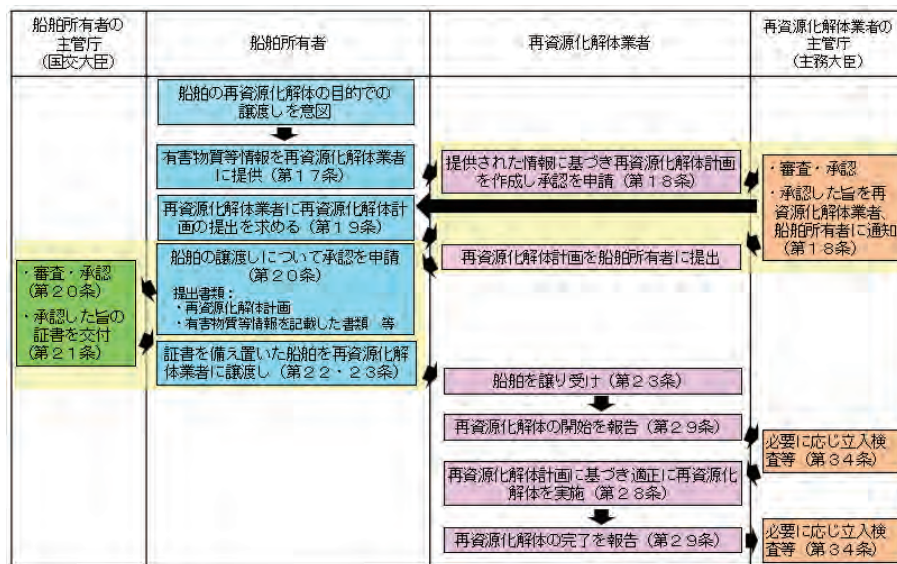 船舶所有者の
主管庁
(国交大臣)
船舶所有者
再資源化解体業者
再資源化解体業者の
主管庁
(主務大臣)
船舶の再資源化解体の目的での
譲渡しを意図
有害物質等情報を再資源化解体業者
に提供（第１７条）
提供された情報に基づき再資源化解体計画
を作成し承認を申請（第１８条）
・審査・承認
・承認した旨を再
資源化解体業者、
船舶所有者に通知
（第１８条）
再資源化解体業者に再資源化解体計
画の提出を求める（第１９条）
船舶の譲渡しについて承認を申請
（第２０条）
提出書類：
・再資源化解体計画
・有害物質等情報を記載した書類　等
再資源化解体計画を船舶所有者に提出
・審査・承認
（第２０条）
・承認した旨の
証書を交付
（第２１条）
証書を備え置いた船舶を再資源化解
体業者に譲渡し（第２２・２３条）
船舶を譲り受け（第２３条）
再資源化解体の開始を報告（第２９条）
必要に応じ立入検
査等（第３４条）
再資源化解体計画に基づき適正に再資源化
解体を実施（第２８条）
再資源化解体の完了を報告（第２９条）
必要に応じ立入検
査等（第３４条）